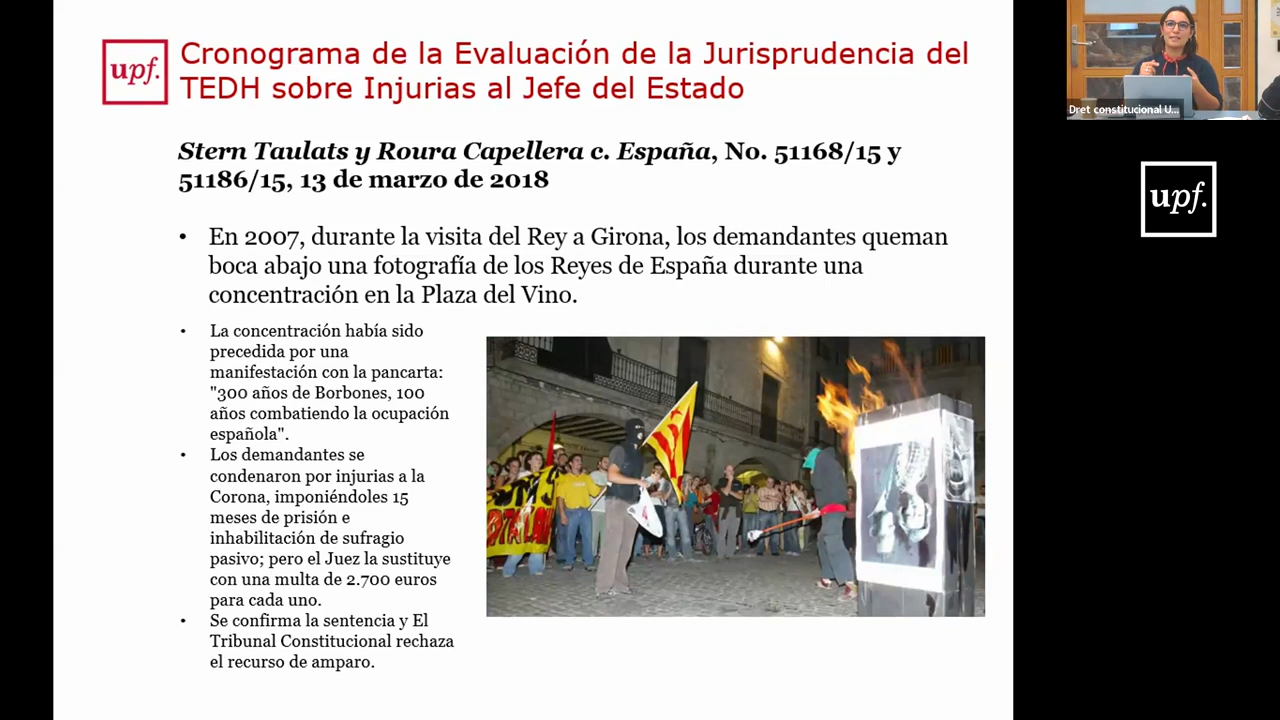 upf.
Cronograma de la Evaluación de la Jurisprudencia del
TEDH sobre Injurias al Jefe del Estado
Stern Taulats y Roura Capellera c. España, No. 51168/15 y
51186/15, 13 de marzo de 2018
• En 2007, durante la visita del Rey a Girona, los demandantes queman
boca abajo una fotografía de los Reyes de España durante una
concentración en la Plaza del Vino.
• La concentración había sido
precedida por una
manifestación con la pancarta:
"300 años de Borbones, 100
años combatiendo la ocupación
española".
• Los demandantes se
condenaron por injurias a la
Corona, imponiéndoles 15
meses de prisión e
inhabilitación de sufragio
pasivo; pero el Juez la sustituye
con una multa de 2.700 euros
para cada uno.
• Se confirma la sentencia y El
Tribunal Constitucional rechaza
el recurso de amparo.
Dret constitucional U...
upf.